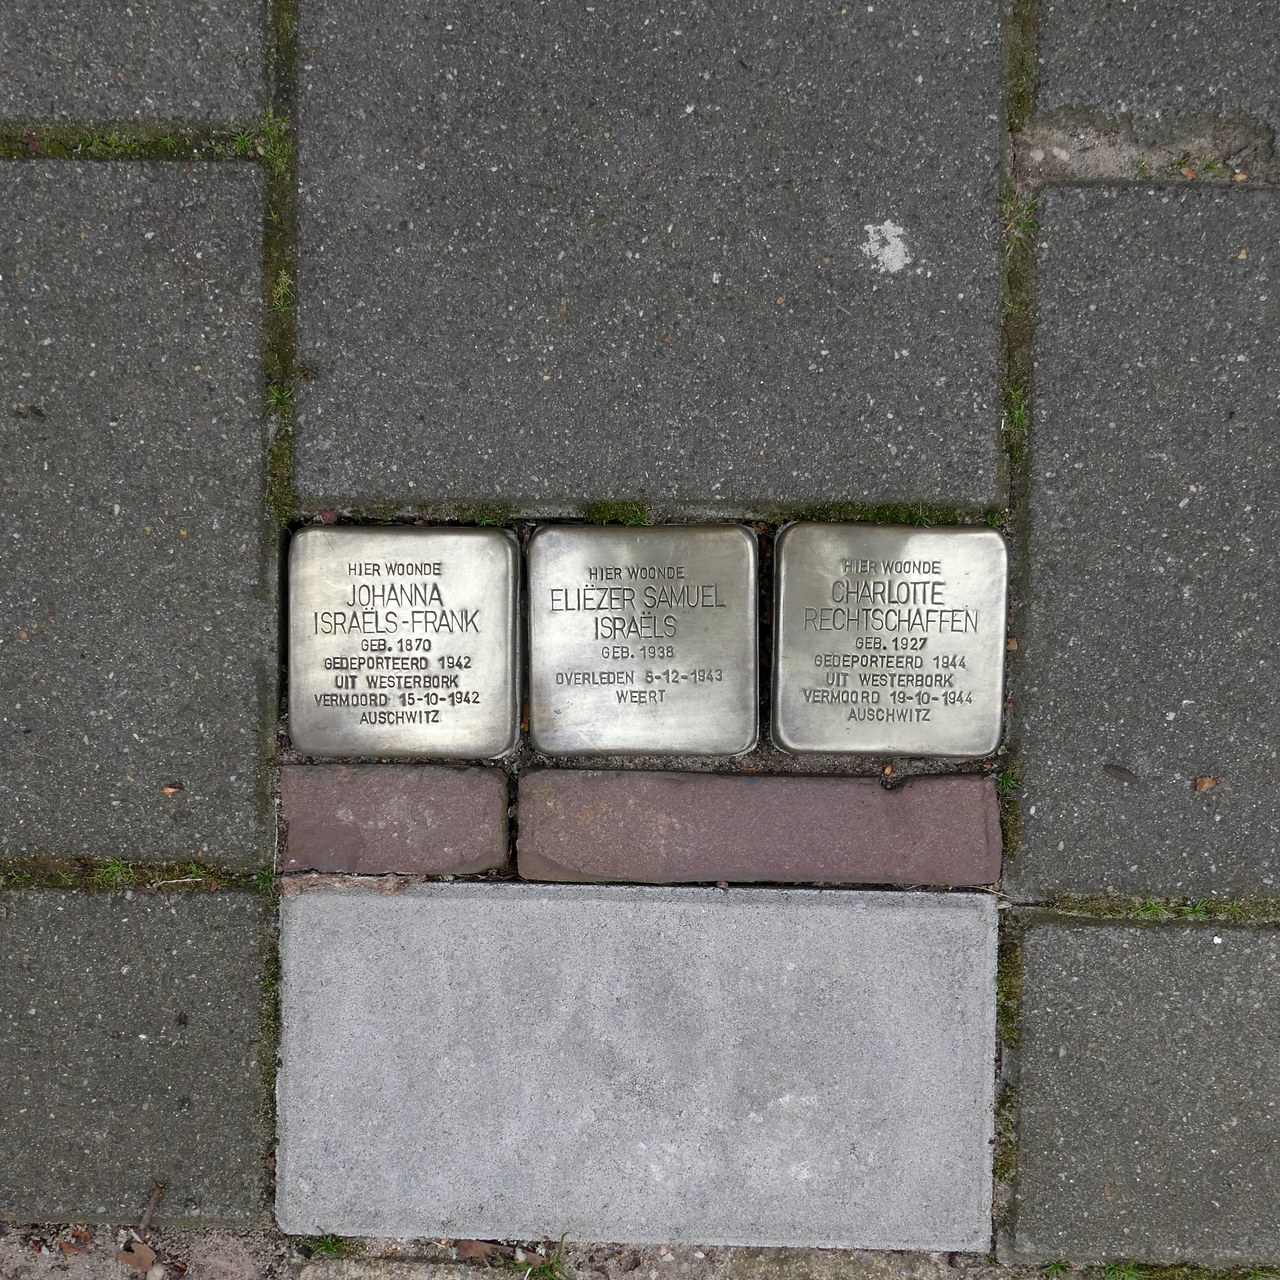 HIER WOONDE
JOHANNA
ISRAËLS-FRANK
GEB. 1870
GEDEPORTEERD 1942
UIT WESTERBORK
VERMOORD 15-10-1942
AUSCHWITZ
HIER WOONDE
ELIËZER SAMUEL
ISRAËLS
GEB. 1938
OVERLEDEN 5-12-1943
WEERT
HIER WOONDE
CHARLOTTE
RECHTSCHAFFEN
GEB. 1927
GEDEPORTEERD 1944
UIT WESTERBORK
VERMOORD 19-10-1944
AUSCHWITZ